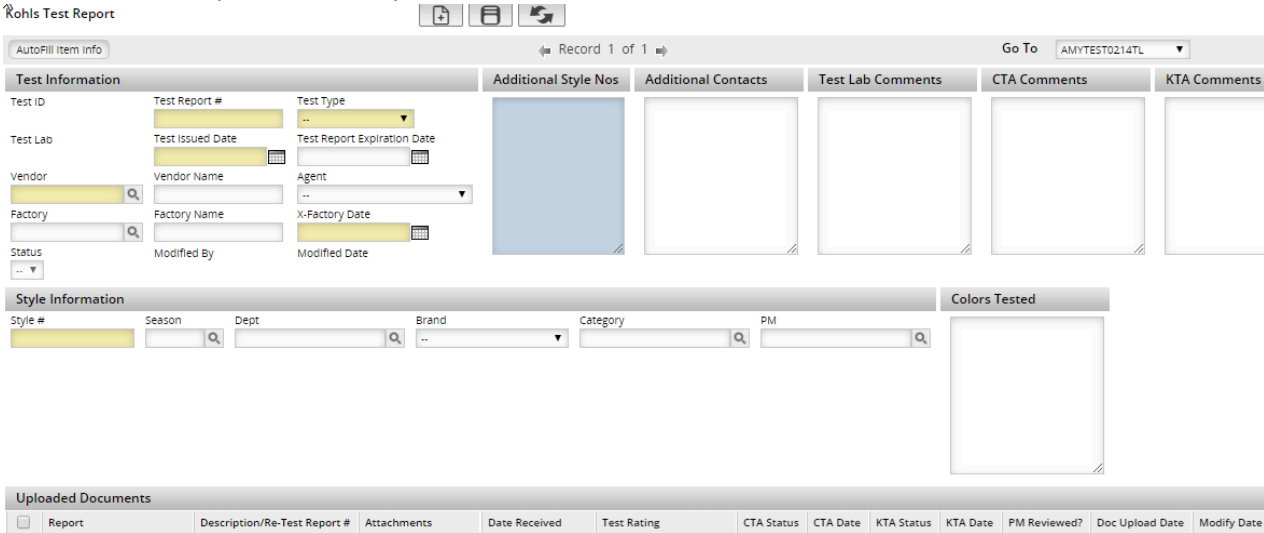 Kohls Test Report
AutoFill Item Info
Record 1 of 1
Go To AMYTEST0214TL
Test Information Additional Style Nos Additional Contacts Test Lab Comments CTA Comments KTA Comments
Test ID Test Report # Test Type
--
Test Lab Test Issued Date Test Report Expiration Date
Vendor Vendor Name Agent
--
Factory Factory Name X-Factory Date
Status Modified By Modified Date
--
Style Information Colors Tested
Style # Season Dept Brand Category PM
--
Uploaded Documents
Report Description/Re-Test Report # Attachments Date Received Test Rating CTA Status CTA Date KTA Status KTA Date PM Reviewed? Doc Upload Date Modify Date